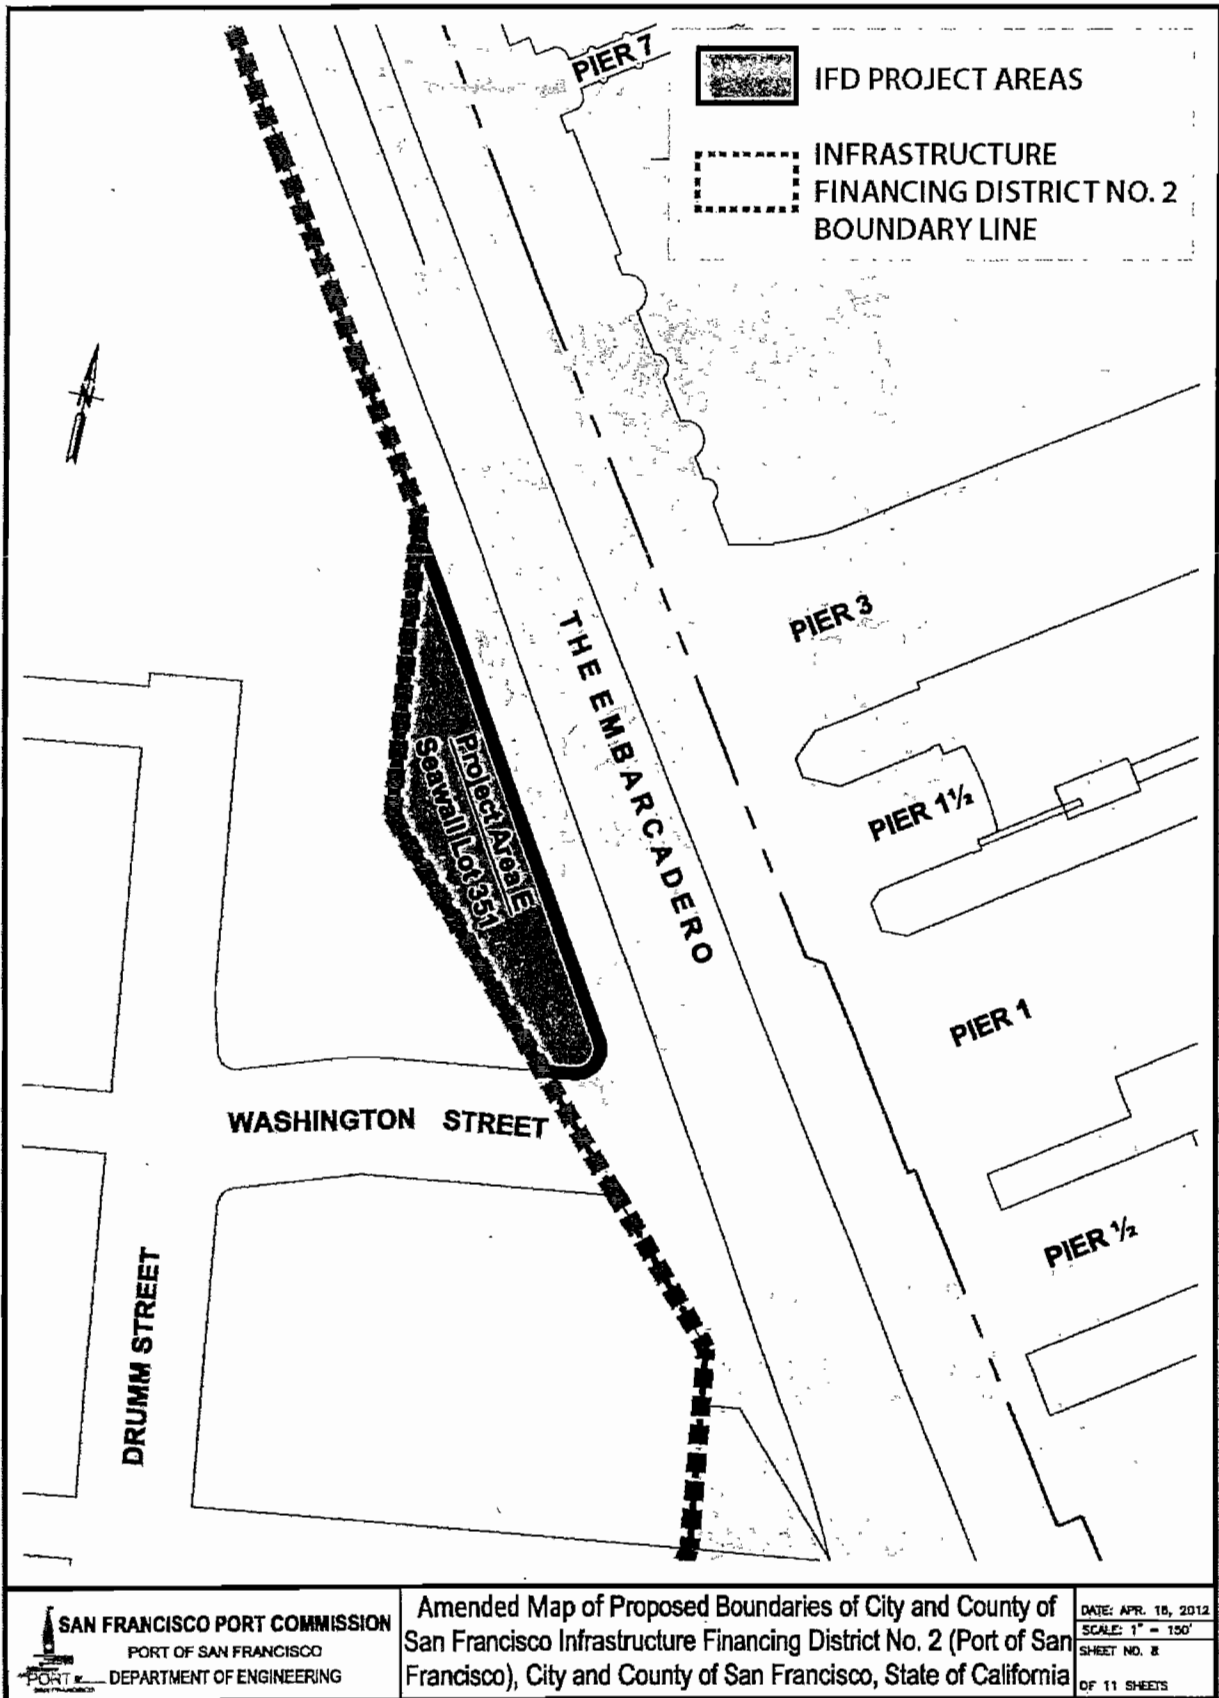 PIER 7
IFD PROJECT AREAS
INFRASTRUCTURE
FINANCING DISTRICT NO. 2
BOUNDARY LINE
PIER 3
THE EMBARCADERO
Project Area E
Seawall Lot 351
PIER 1½
PIER 1
WASHINGTON STREET
PIER ½
DRUMM STREET
SAN FRANCISCO PORT COMMISSION
PORT OF SAN FRANCISCO
DEPARTMENT OF ENGINEERING
PORT
Amended Map of Proposed Boundaries of City and County of
San Francisco Infrastructure Financing District No. 2 (Port of San
Francisco), City and County of San Francisco, State of California
DATE: APR. , 2012
SCALE: 1" = 150'
SHEET NO.
OF 11 SHEETS